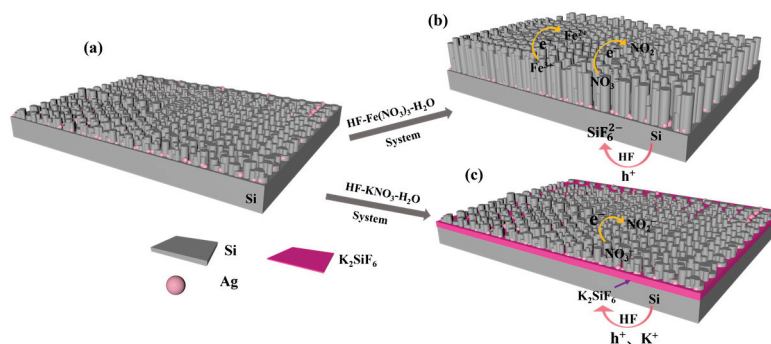 (a)
Si
HF-Fe(NO₃)₃-H₂O
System
HF-KNO₃-H₂O
System
Si
Ag
K₂SiF₆
(b)
Fe²⁺
e⁻
Fe³⁺
NO₂
e⁻
NO₃⁻
SiF₆²⁻
Si
HF
h⁺
(c)
e⁻
NO₂
NO₃⁻
K₂SiF₆
Si
HF
h⁺、K⁺